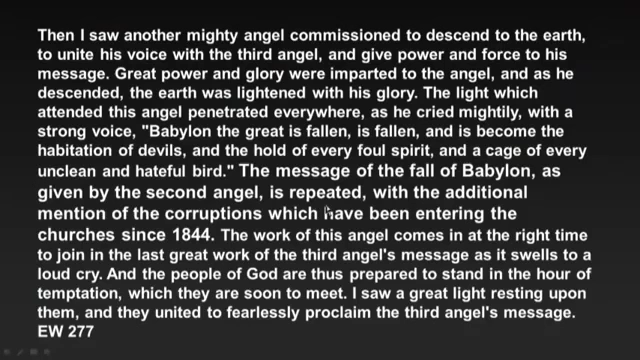 Then I saw another mighty angel commissioned to descend to the earth,
to unite his voice with the third angel, and give power and force to his
message. Great power and glory were imparted to the angel, and as he
descended, the earth was lightened with his glory. The light which
attended this angel penetrated everywhere, as he cried mightily, with a
strong voice, "Babylon the great is fallen, is fallen, and is become the
habitation of devils, and the hold of every foul spirit, and a cage of every
unclean and hateful bird." The message of the fall of Babylon, as
given by the second angel, is repeated, with the additional
mention of the corruptions which have been entering the
churches since 1844. The work of this angel comes in at the right time
to join in the last great work of the third angel's message as it swells to a
loud cry. And the people of God are thus prepared to stand in the hour of
temptation, which they are soon to meet. I saw a great light resting upon
them, and they united to fearlessly proclaim the third angel's message.
EW 277